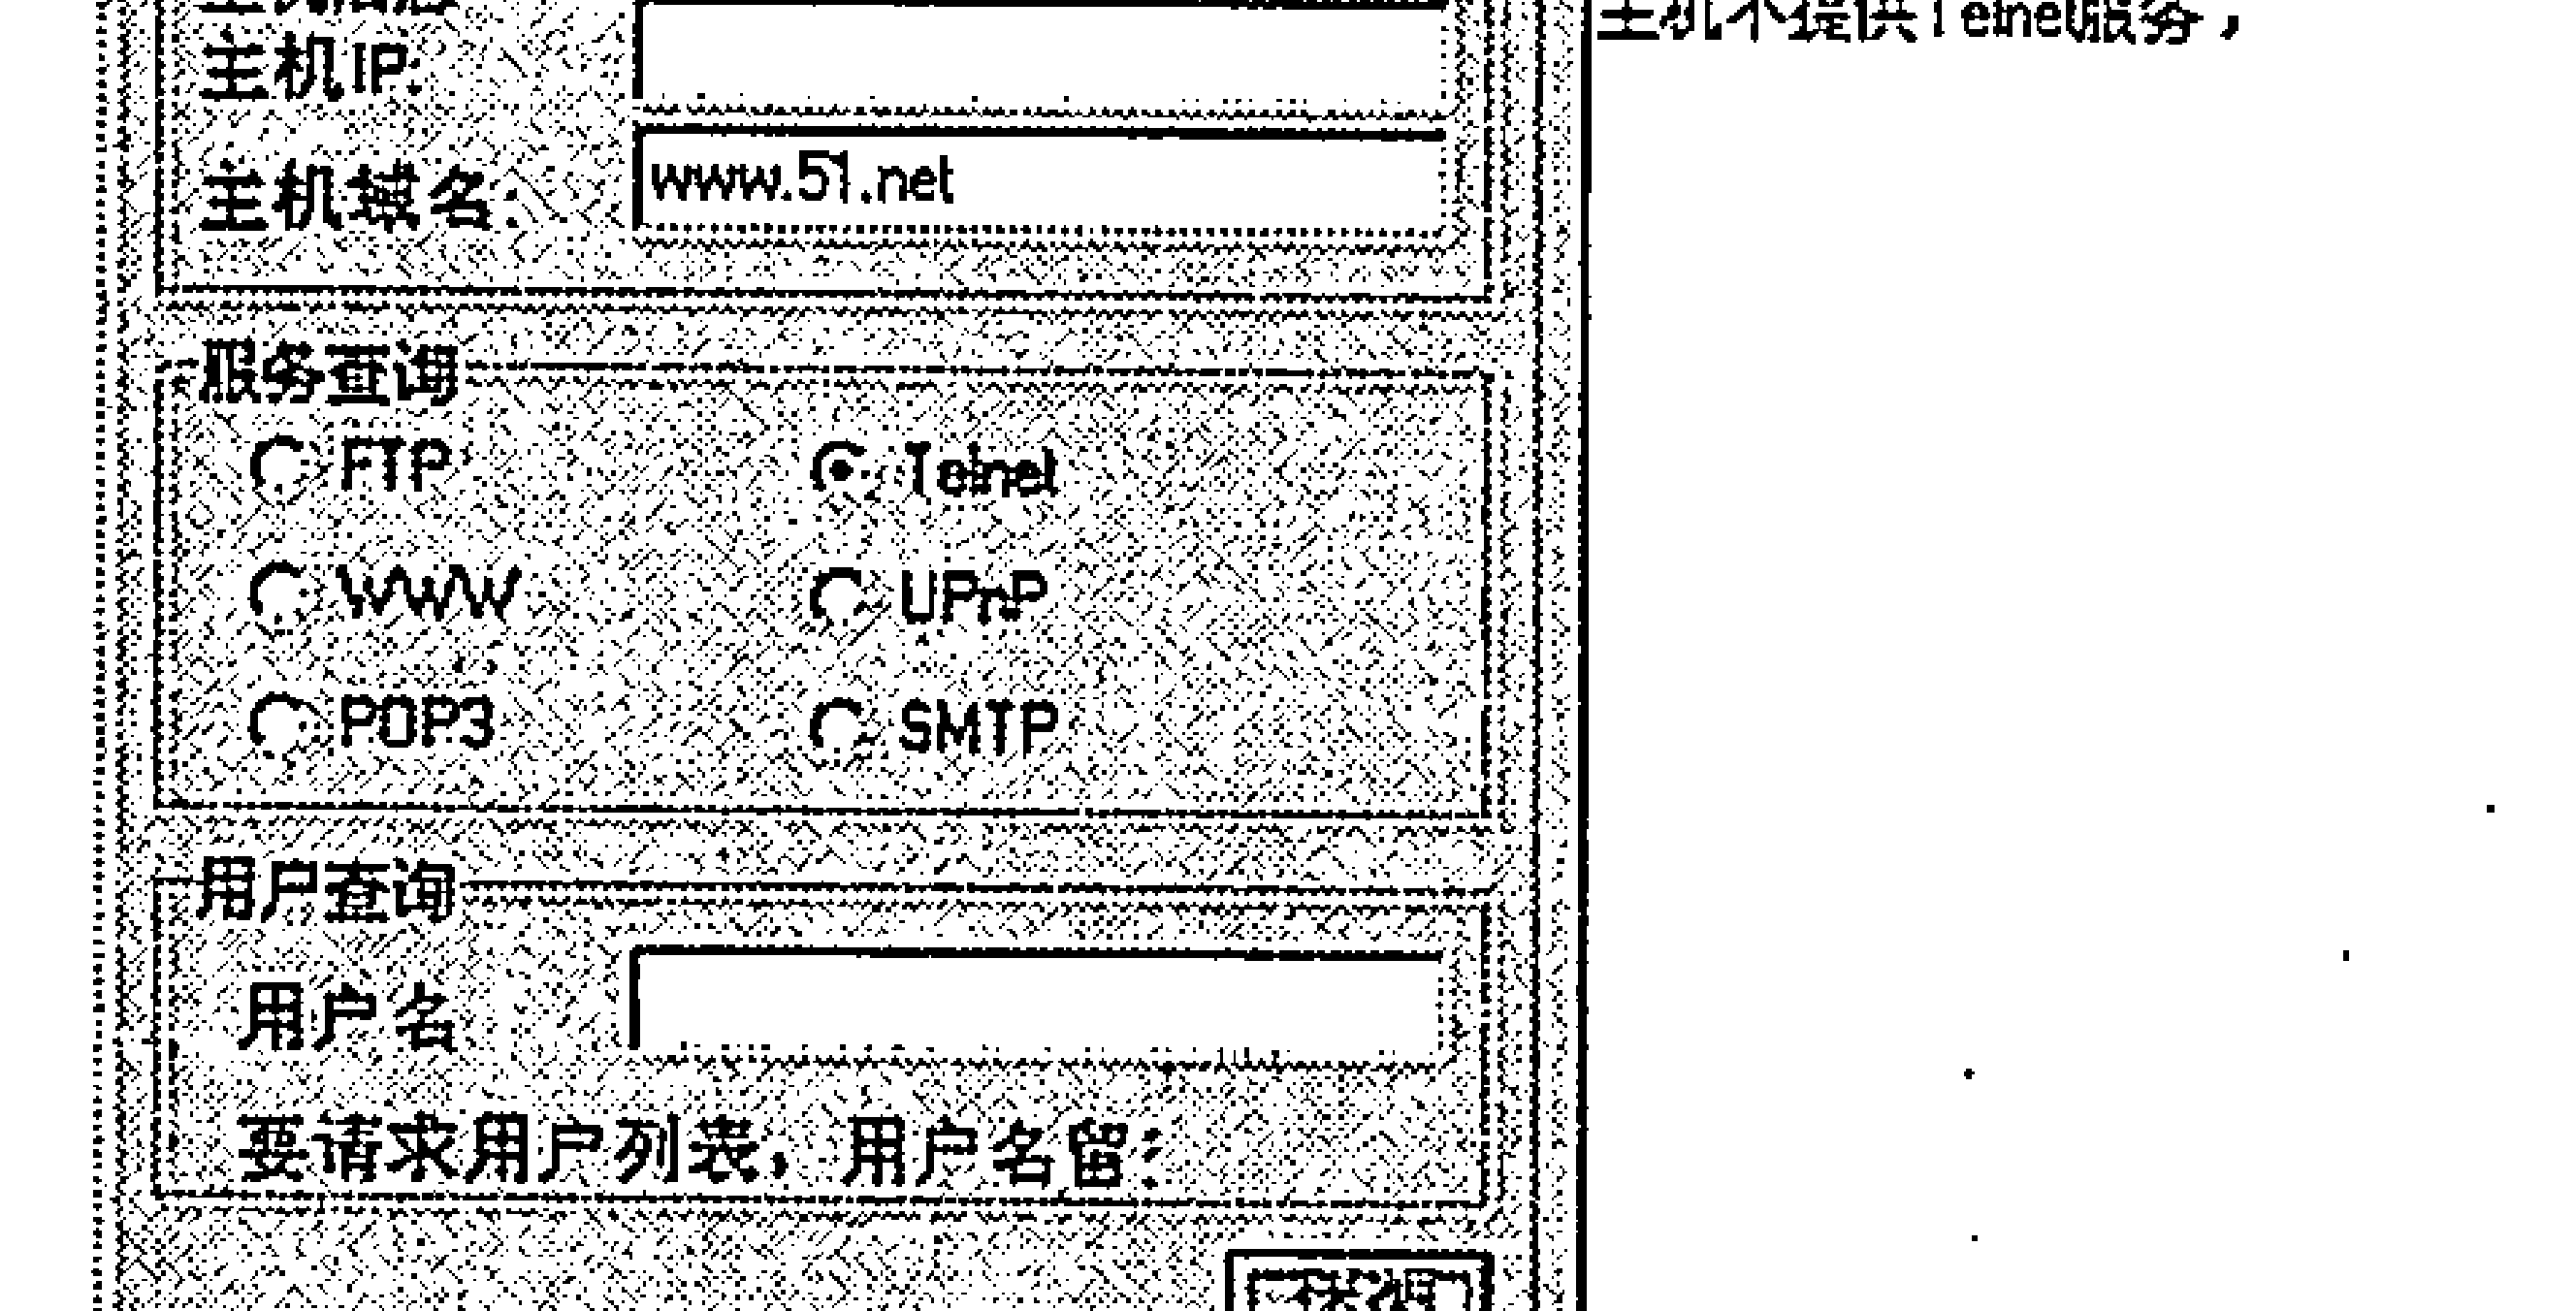 主机不提供Telnet服务，
主机IP:
主机域名: www.51.net
服务查询
FTP Telnet
WWW UPnP
POP3 SMTP
用户查询
用户名
要请求用户列表，用户名留: